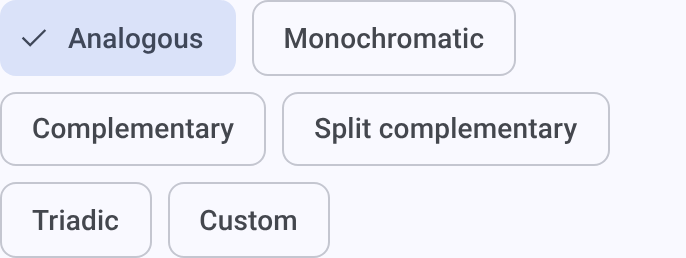 Analogous Monochromatic
Complementary Split complementary
Triadic Custom